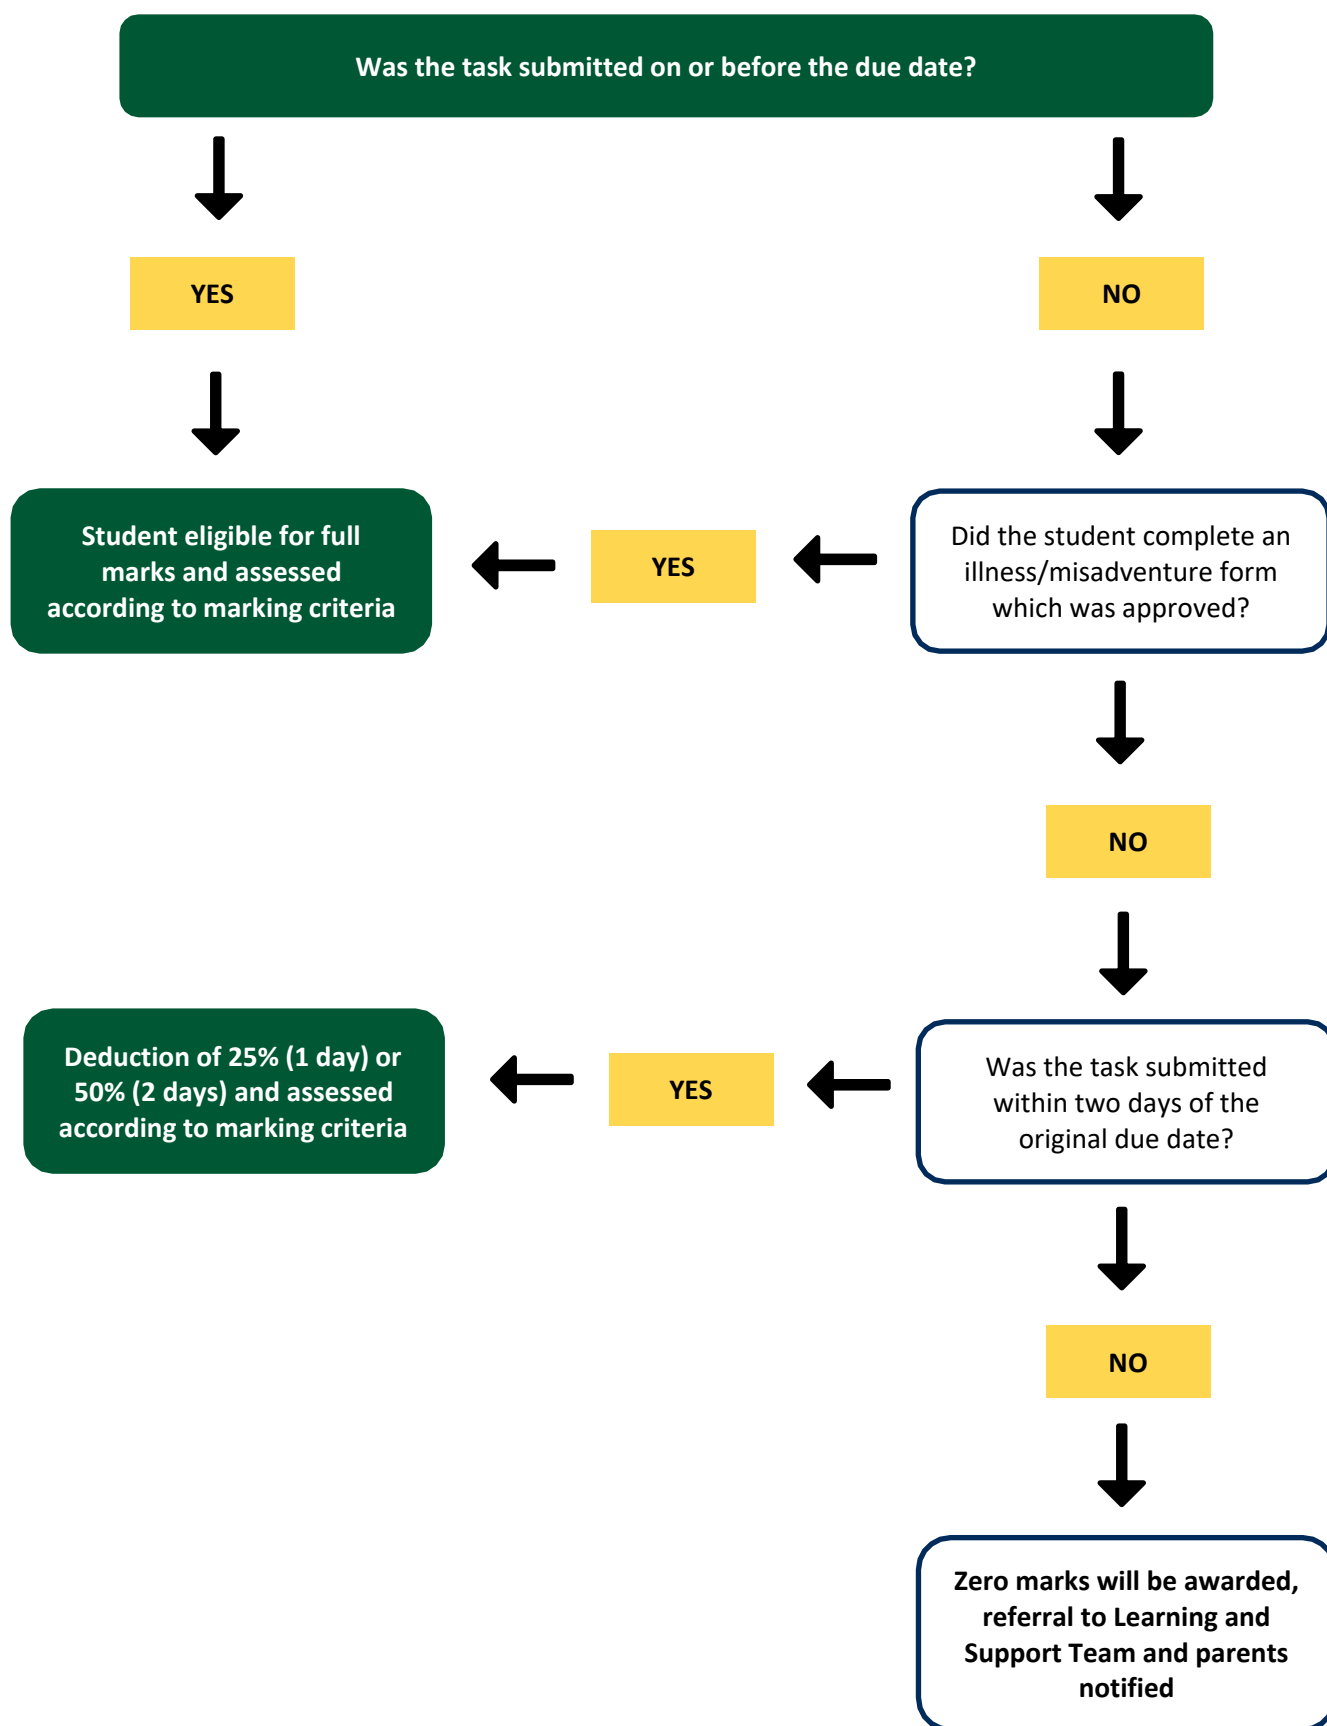 Was the task submitted on or before the due date?
YES
NO
Student eligible for full
marks and assessed
according to marking criteria
YES
Did the student complete an
illness/misadventure form
which was approved?
NO
Deduction of 25% (1 day) or
50% (2 days) and assessed
according to marking criteria
YES
Was the task submitted
within two days of the
original due date?
NO
Zero marks will be awarded,
referral to Learning and
Support Team and parents
notified